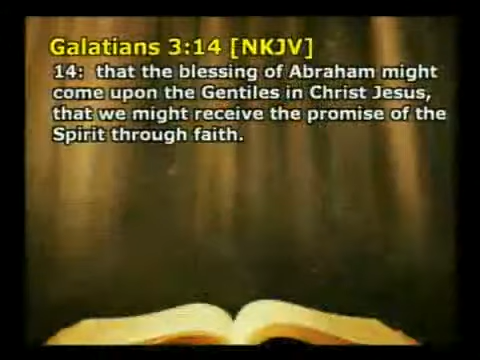 Galatians 3:14 [NKJV]
14: that the blessing of Abraham might
come upon the Gentiles in Christ Jesus,
that we might receive the promise of the
Spirit through faith.